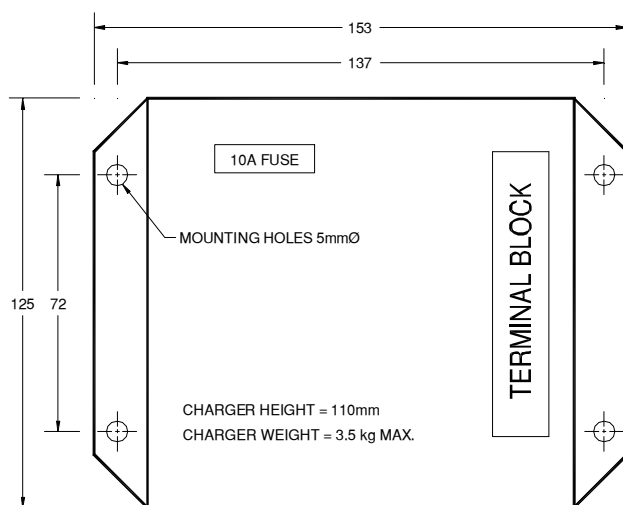 153
137
10A FUSE
MOUNTING HOLES 5mmØ
TERMINAL BLOCK
125
72
CHARGER HEIGHT = 110mm
CHARGER WEIGHT = 3.5 kg MAX.